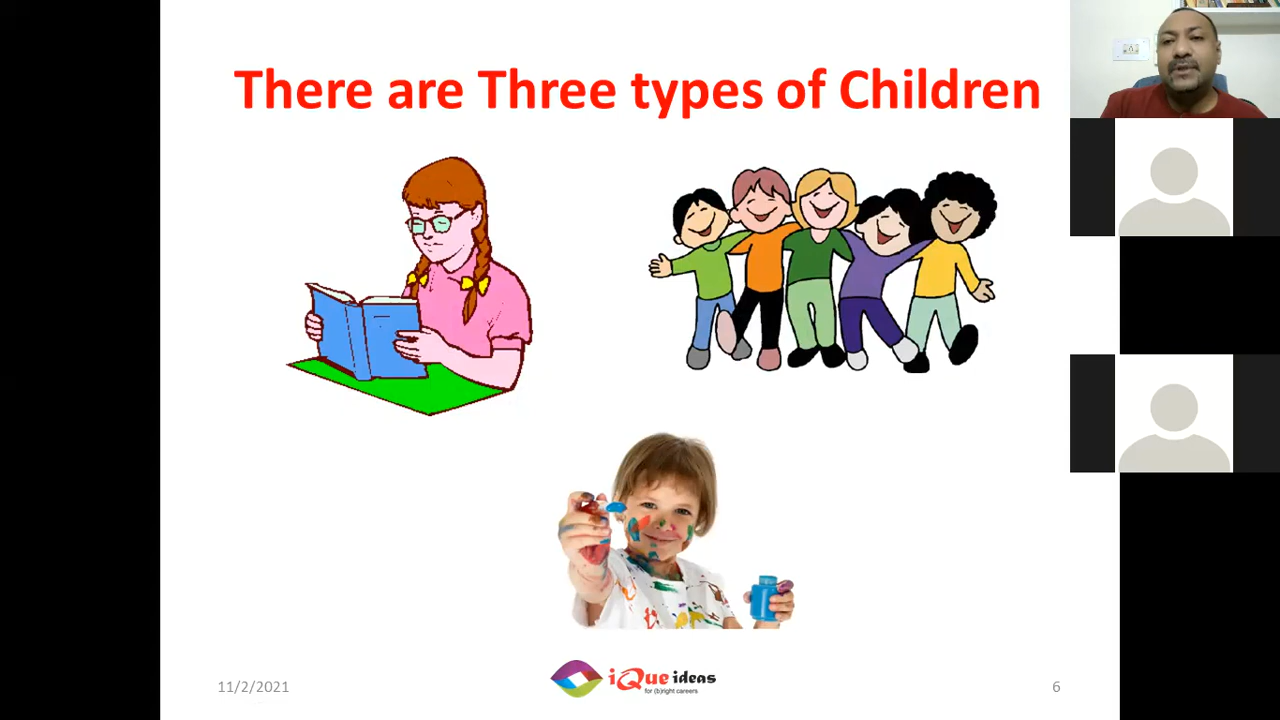 There are Three types of Children
11/2/2021
iQue ideas
for (b)right careers
6